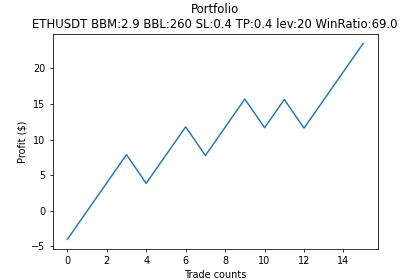 Portfolio
ETHUSDT BBM:2.9 BBL:260 SL:0.4 TP:0.4 lev:20 WinRatio:69.0
20
15
10
5
0
−5
Profit ($)
0 2 4 6 8 10 12 14
Trade counts